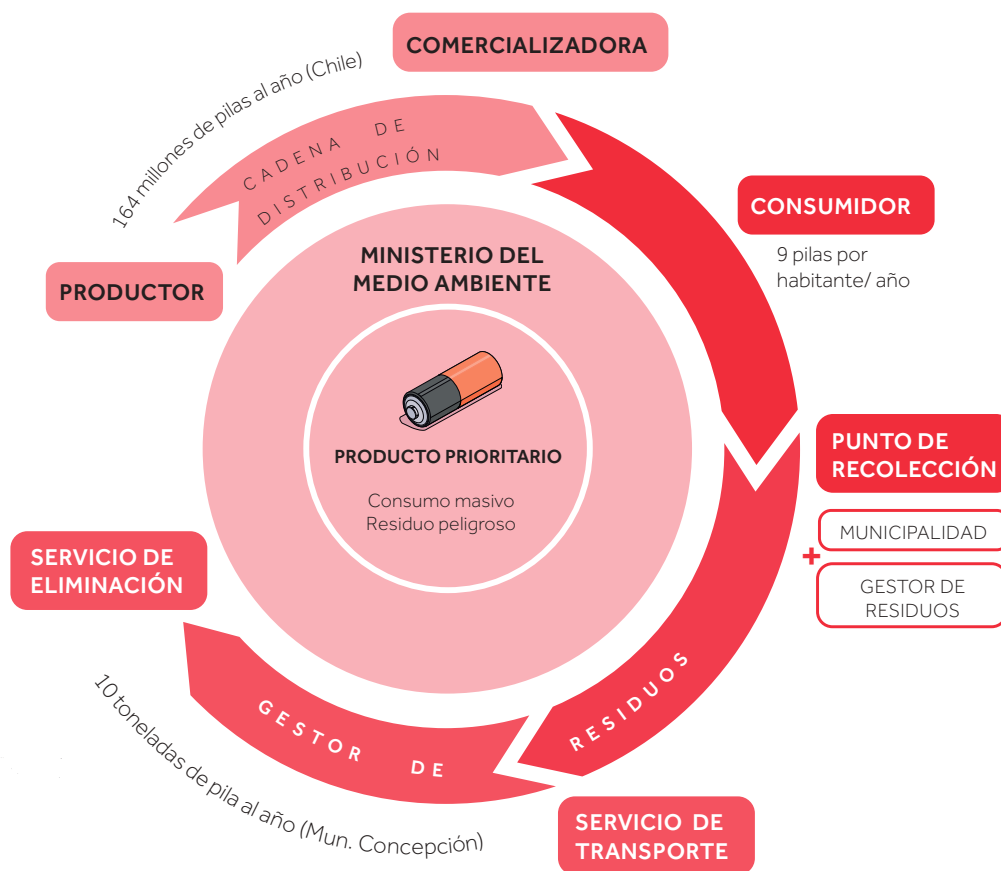 COMERCIALIZADORA
164 millones de pilas al año (Chile)
CADENA DE
DISTRIBUCIÓN
PRODUCTOR
CONSUMIDOR
9 pilas por
habitante/ año
MINISTERIO DEL
MEDIO AMBIENTE
PRODUCTO PRIORITARIO
Consumo masivo
Residuo peligroso
PUNTO DE
RECOLECCIÓN
MUNICIPALIDAD
+
GESTOR DE
RESIDUOS
SERVICIO DE
ELIMINACIÓN
GESTOR DE RESIDUOS
10 toneladas de pila al año (Mun. Concepción)
SERVICIO DE
TRANSPORTE